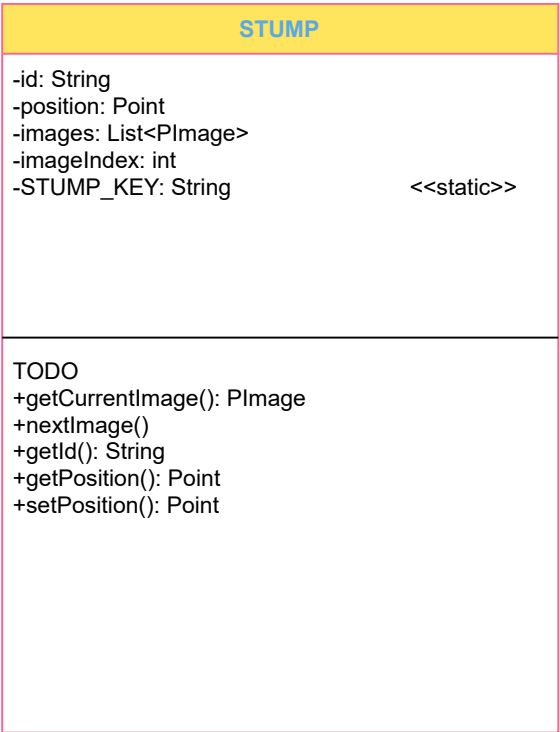 STUMP
-id: String
-position: Point
-images: List<PImage>
-imageIndex: int
-STUMP_KEY: String <<static>>
TODO
+getCurrentImage(): PImage
+nextImage()
+getId(): String
+getPosition(): Point
+setPosition(): Point